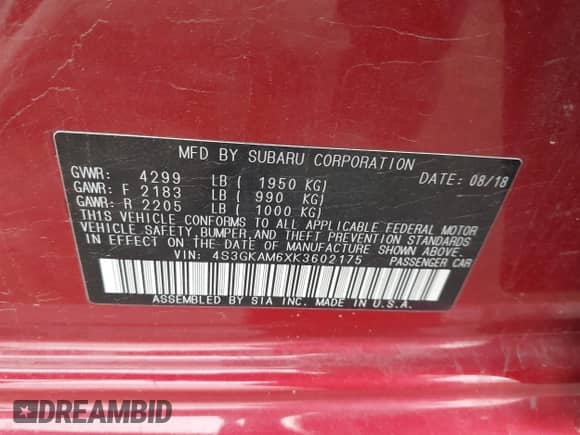 MFD BY SUBARU CORPORATION
GVWR: 4299 LB ( 1950 KG) DATE: 08/18
GAWR: F 2183 LB ( 990 KG)
GAWR: R 2205 LB ( 1000 KG)
THIS VEHICLE CONFORMS TO ALL APPLICABLE FEDERAL MOTOR
VEHICLE SAFETY, BUMPER, AND THEFT PREVENTION STANDARDS
IN EFFECT ON THE DATE OF MANUFACTURE SHOWN ABOVE.
VIN: 4S3GKAM6XK3602175 PASSENGER CAR
ASSEMBLED BY SIA INC. MADE IN U.S.A.
DREAMBID